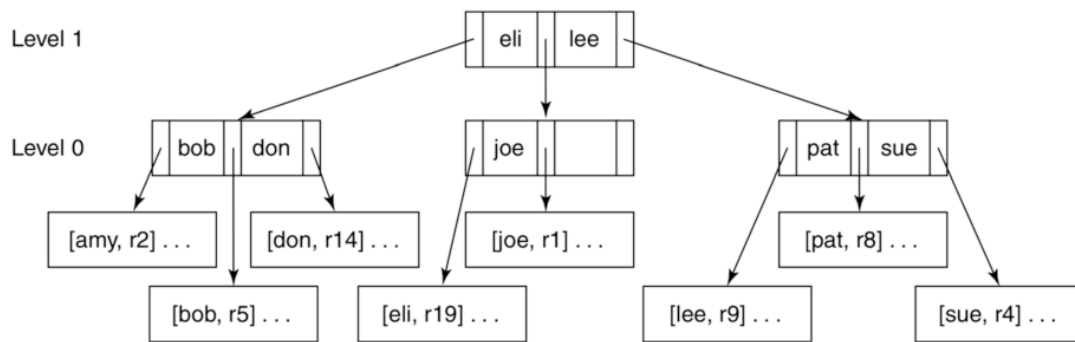 Level 1
eli lee
Level 0
bob don
joe
pat sue
[amy, r2] . . .
[don, r14] . . .
[joe, r1] . . .
[pat, r8] . . .
[bob, r5] . . .
[eli, r19] . . .
[lee, r9] . . .
[sue, r4] . . .